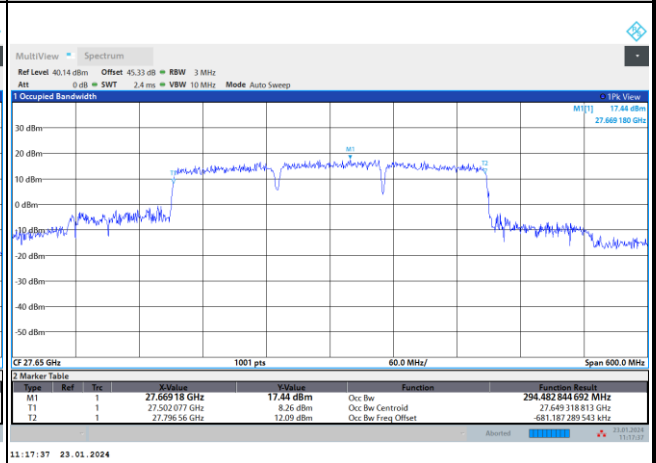 MultiView Spectrum
Ref Level 40.14 dBm Offset 45.33 dB RBW 3 MHz
Att 0 dB SWT 2.4 ms VBW 10 MHz Mode Auto Sweep
1 Occupied Bandwidth 1Pk View
M1[1] 17.44 dBm
27.669 180 GHz
30 dBm
20 dBm
M1
T1
T2
10 dBm
0 dBm
-10 dBm
-20 dBm
-30 dBm
-40 dBm
-50 dBm
CF 27.65 GHz 1001 pts 60.0 MHz/ Span 600.0 MHz
2 Marker Table
Type Ref Trc X-Value Y-Value Function Function Result
M1 1 27.66918 GHz 17.44 dBm Occ Bw 294.482 844 692 MHz
T1 1 27.502 077 GHz 8.26 dBm Occ Bw Centroid 27.649 318 813 GHz
T2 1 27.796 56 GHz 12.09 dBm Occ Bw Freq Offset -681.187 289 543 kHz
Aborted 23.01.2024
11:17:37
11:17:37 23.01.2024